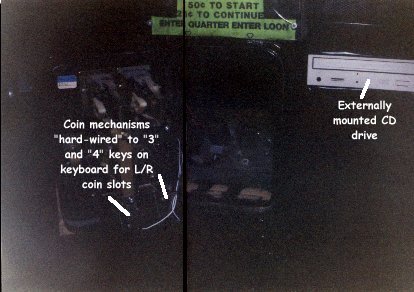 50¢ TO START
25¢ TO CONTINUE
ENTER QUARTER ENTER LOON
Externally
mounted CD
drive
Coin mechanisms
"hard-wired" to "3"
and "4" keys on
keyboard for L/R
coin slots